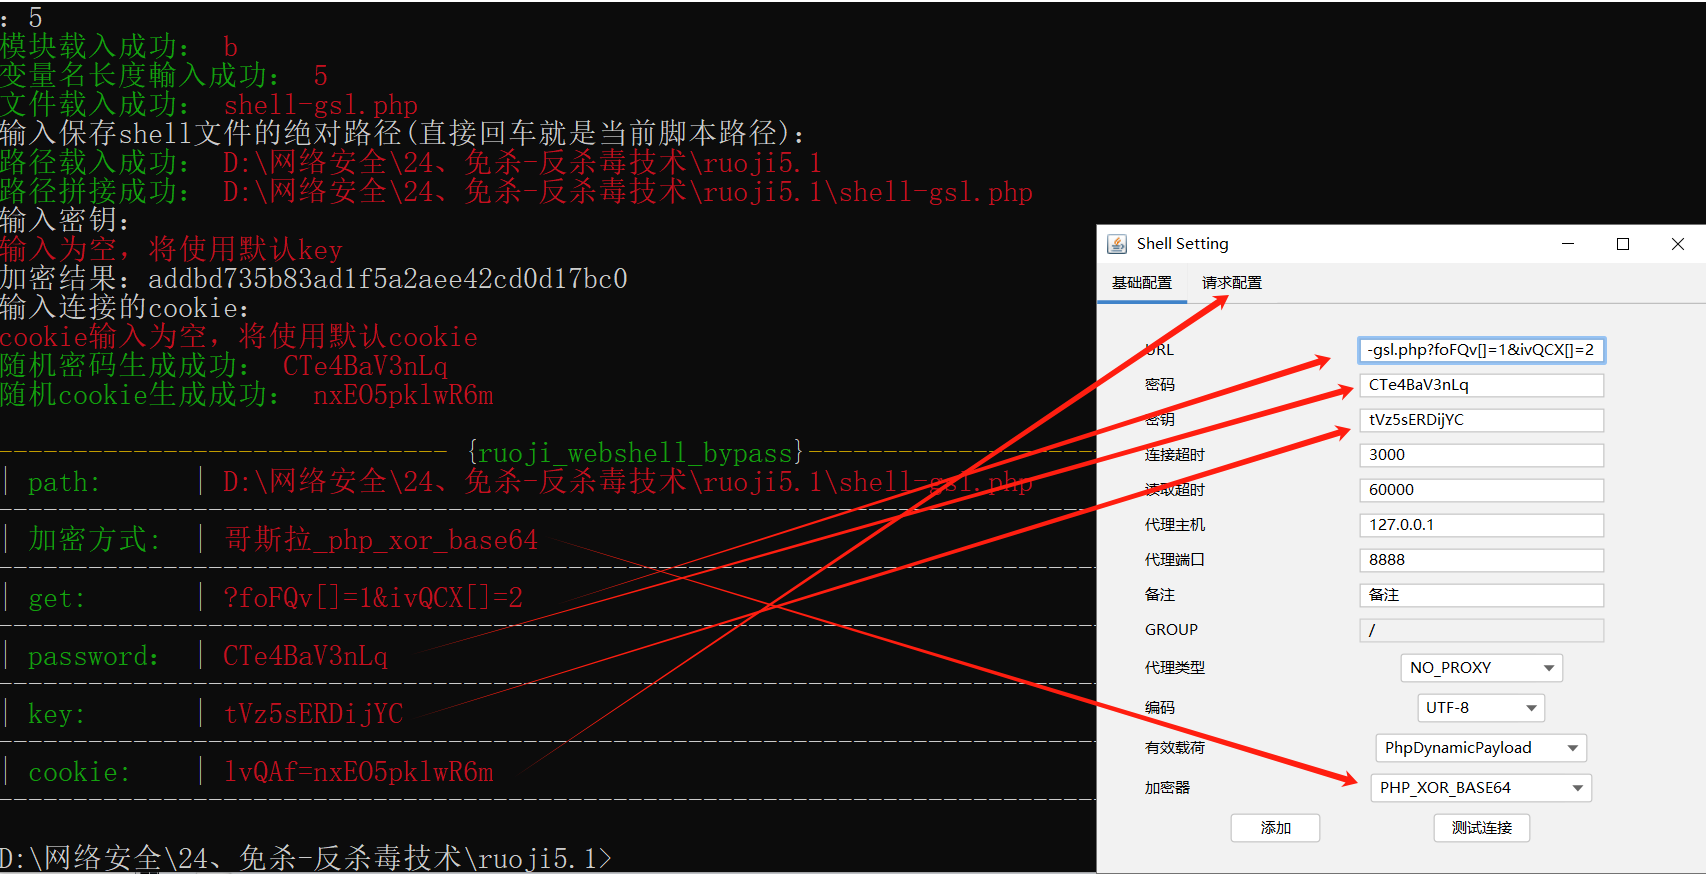 ：5
模块载入成功： b
变量名长度輸入成功： 5
文件载入成功： shell-gsl.php
输入保存shell文件的绝对路径(直接回车就是当前脚本路径)：
路径载入成功： D:\网络安全\24、免杀-反杀毒技术\ruoji5.1
路径拼接成功： D:\网络安全\24、免杀-反杀毒技术\ruoji5.1\shell-gsl.php
输入密钥：
输入为空，将使用默认key
加密结果：addbd735b83ad1f5a2aee42cd0d17bc0
输入连接的cookie：
cookie输入为空，将使用默认cookie
随机密码生成成功： CTe4BaV3nLq
随机cookie生成成功： nxEO5pklwR6m
{ruoji_webshell_bypass}
path: D:\网络安全\24、免杀-反杀毒技术\ruoji5.1\shell-gsl.php
加密方式： 哥斯拉_php_xor_base64
get: ?foFQv[]=1&ivQCX[]=2
password： CTe4BaV3nLq
key: tVz5sERDijYC
cookie: lvQAf=nxEO5pklwR6m
D:\网络安全\24、免杀-反杀毒技术\ruoji5.1>
Shell Setting
基础配置 请求配置
URL -gsl.php?foFQv[]=1&ivQCX[]=2
密码 CTe4BaV3nLq
密钥 tVz5sERDijYC
连接超时 3000
读取超时 60000
代理主机 127.0.0.1
代理端口 8888
备注 备注
GROUP /
代理类型 NO_PROXY
编码 UTF-8
有效载荷 PhpDynamicPayload
加密器 PHP_XOR_BASE64
添加 测试连接